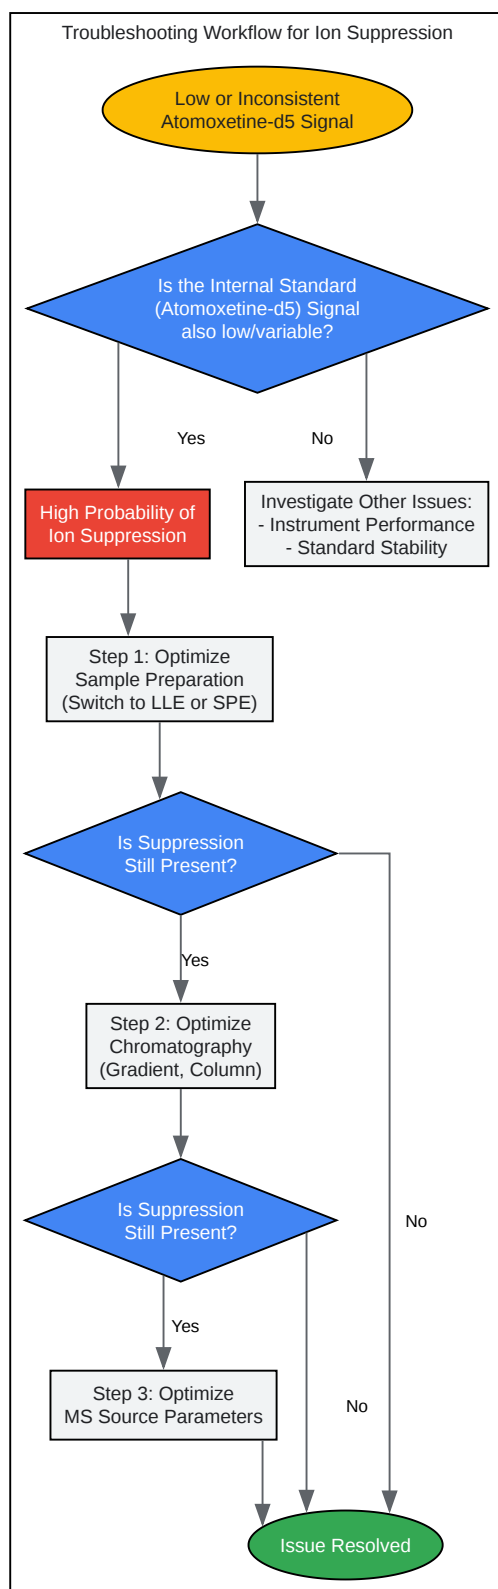 Troubleshooting Workflow for Ion Suppression
Low or Inconsistent
Atomoxetine-d5 Signal
Is the Internal Standard
(Atomoxetine-d5) Signal
also low/variable?
Yes
No
High Probability of
Ion Suppression
Investigate Other Issues:
- Instrument Performance
- Standard Stability
Step 1: Optimize
Sample Preparation
(Switch to LLE or SPE)
Is Suppression
Still Present?
Yes
Step 2: Optimize
Chromatography
(Gradient, Column)
Is Suppression
Still Present?
No
Yes
Step 3: Optimize
MS Source Parameters
No
Issue Resolved